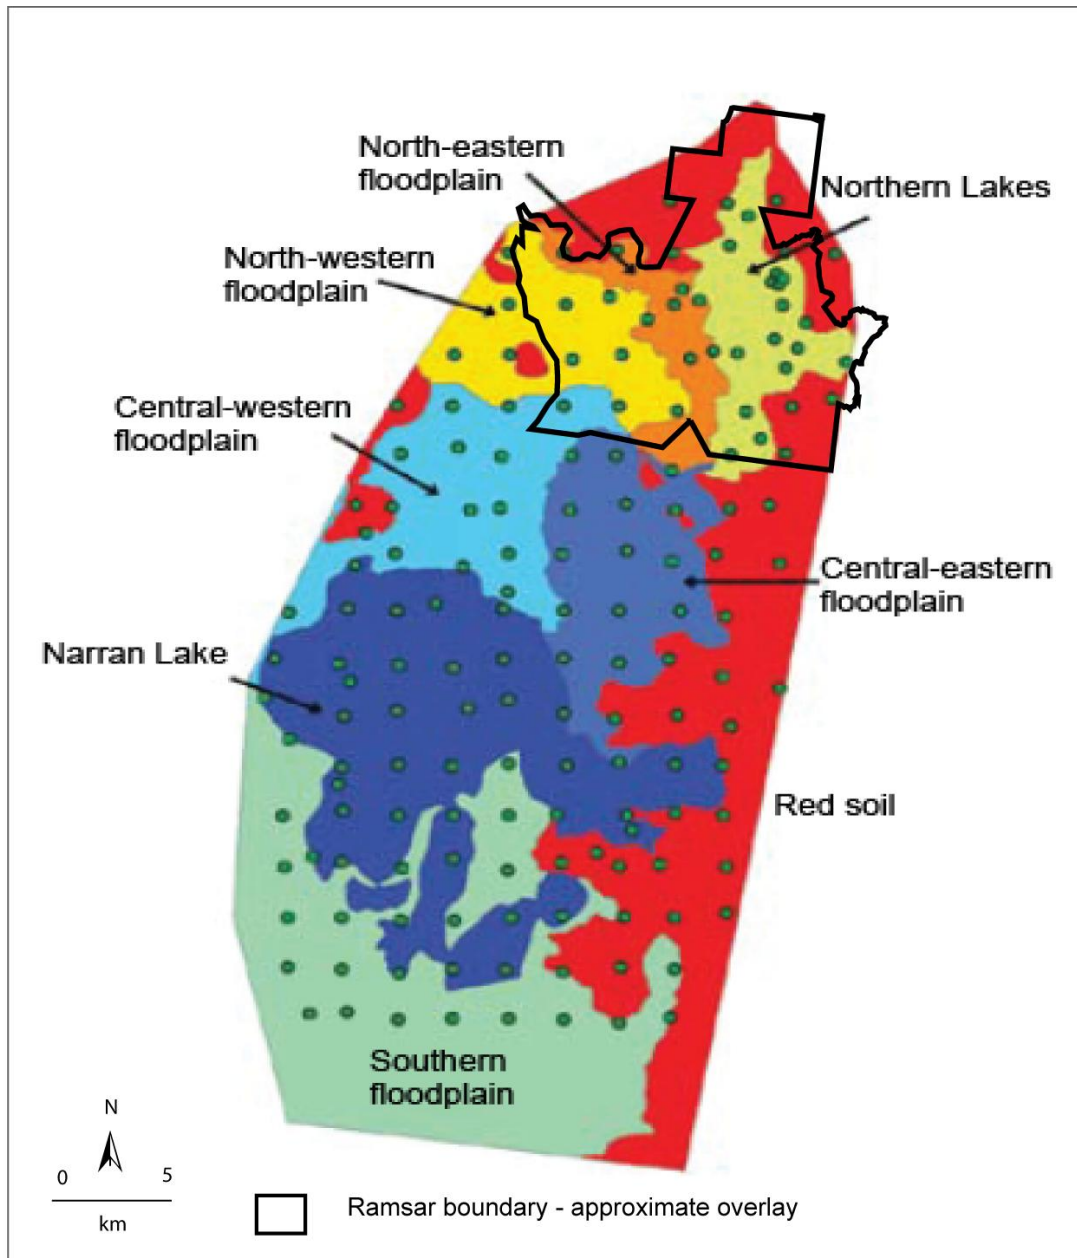 North-eastern
floodplain
Northern Lakes
North-western
floodplain
Central-western
floodplain
Central-eastern
floodplain
Narran Lake
Red soil
Southern
floodplain
N
0 5
km
Ramsar boundary - approximate overlay